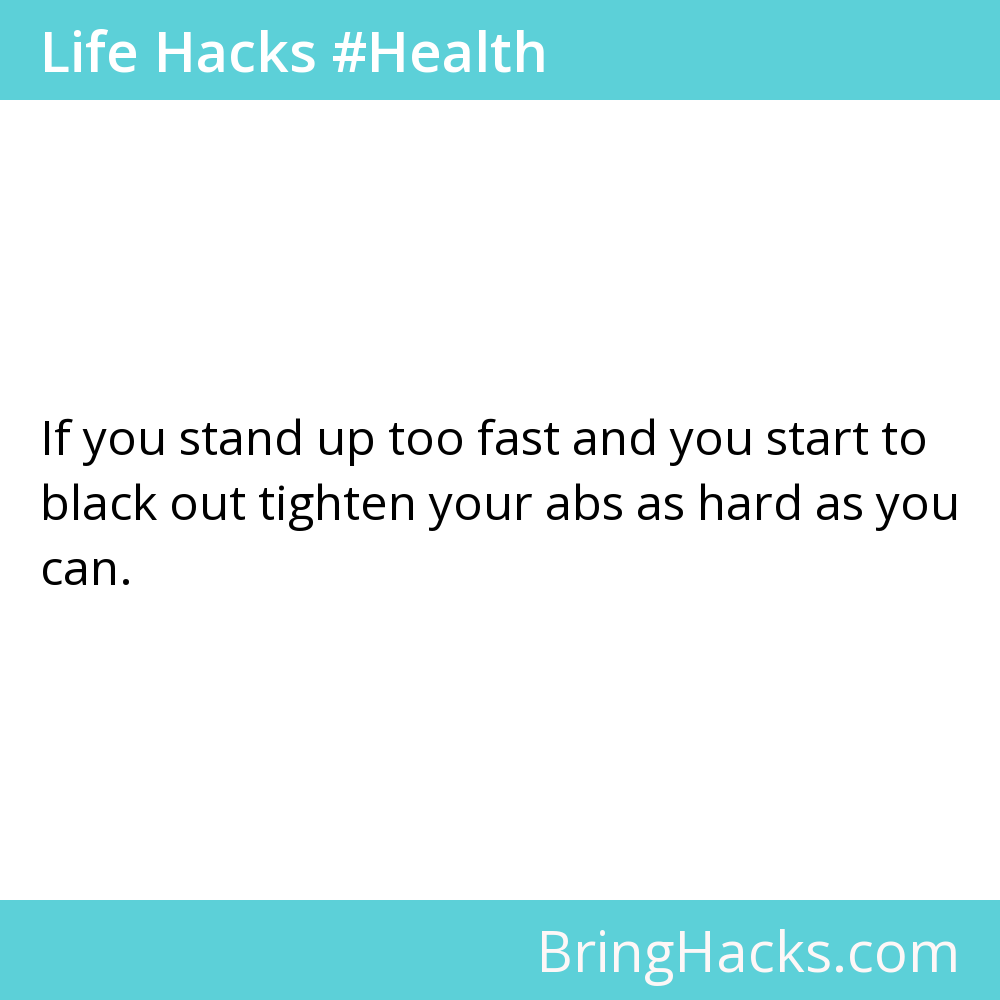 Life Hacks #Health
If you stand up too fast and you start to
black out tighten your abs as hard as you
can.
BringHacks.com